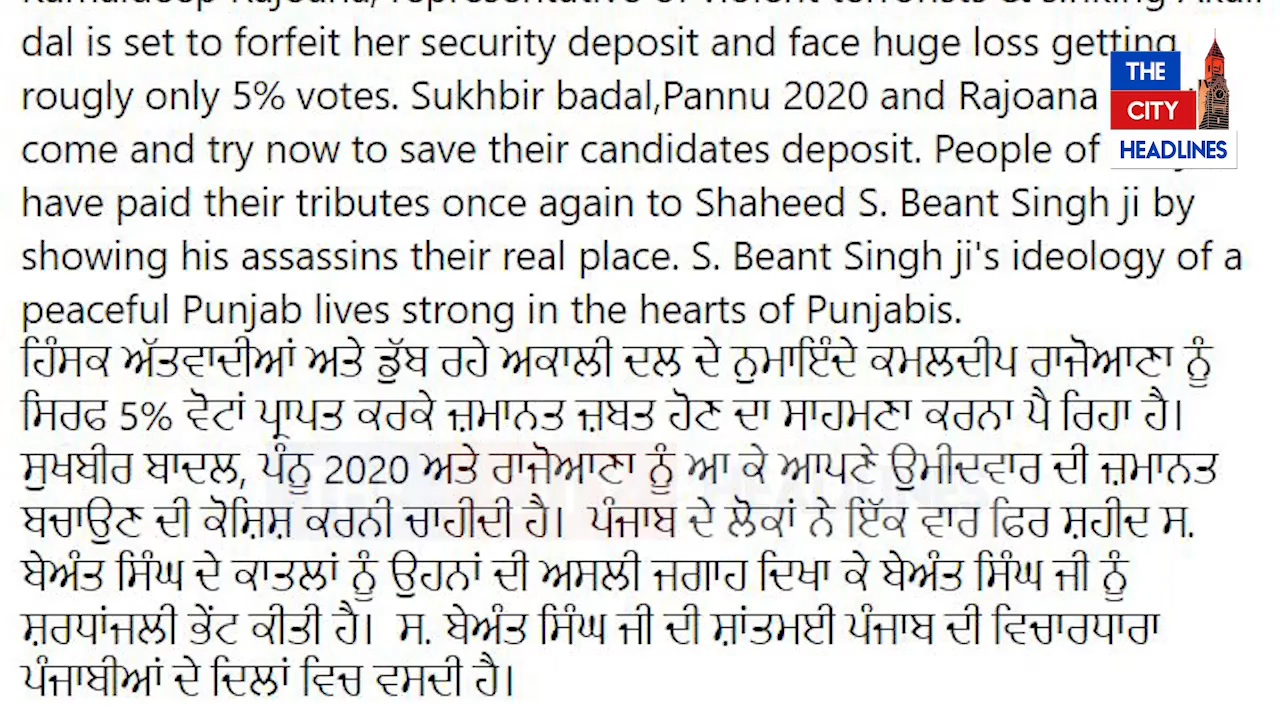 dal is set to forfeit her security deposit and face huge loss getting
rougly only 5% votes. Sukhbir badal,Pannu 2020 and Rajoana
come and try now to save their candidates deposit. People of
have paid their tributes once again to Shaheed S. Beant Singh ji by
showing his assassins their real place. S. Beant Singh ji's ideology of a
peaceful Punjab lives strong in the hearts of Punjabis.
ਹਿੰਸਕ ਅੱਤਵਾਦੀਆਂ ਅਤੇ ਡੁੱਬ ਰਹੇ ਅਕਾਲੀ ਦਲ ਦੇ ਨੁਮਾਇੰਦੇ ਕਮਲਦੀਪ ਰਾਜੋਆਣਾ ਨੂੰ
ਸਿਰਫ 5% ਵੋਟਾਂ ਪ੍ਰਾਪਤ ਕਰਕੇ ਜ਼ਮਾਨਤ ਜ਼ਬਤ ਹੋਣ ਦਾ ਸਾਹਮਣਾ ਕਰਨਾ ਪੈ ਰਿਹਾ ਹੈ।
ਸੁਖਬੀਰ ਬਾਦਲ, ਪੰਨੂ 2020 ਅਤੇ ਰਾਜੋਆਣਾ ਨੂੰ ਆ ਕੇ ਆਪਣੇ ਉਮੀਦਵਾਰ ਦੀ ਜ਼ਮਾਨਤ
ਬਚਾਉਣ ਦੀ ਕੋਸ਼ਿਸ਼ ਕਰਨੀ ਚਾਹੀਦੀ ਹੈ। ਪੰਜਾਬ ਦੇ ਲੋਕਾਂ ਨੇ ਇੱਕ ਵਾਰ ਫਿਰ ਸ਼ਹੀਦ ਸ.
ਬੇਅੰਤ ਸਿੰਘ ਦੇ ਕਾਤਲਾਂ ਨੂੰ ਉਹਨਾਂ ਦੀ ਅਸਲੀ ਜਗਾਹ ਦਿਖਾ ਕੇ ਬੇਅੰਤ ਸਿੰਘ ਜੀ ਨੂੰ
ਸ਼ਰਧਾਂਜਲੀ ਭੇਂਟ ਕੀਤੀ ਹੈ। ਸ. ਬੇਅੰਤ ਸਿੰਘ ਜੀ ਦੀ ਸ਼ਾਂਤਮਈ ਪੰਜਾਬ ਦੀ ਵਿਚਾਰਧਾਰਾ
ਪੰਜਾਬੀਆਂ ਦੇ ਦਿਲਾਂ ਵਿਚ ਵਸਦੀ ਹੈ।
THE
CITY
HEADLINES